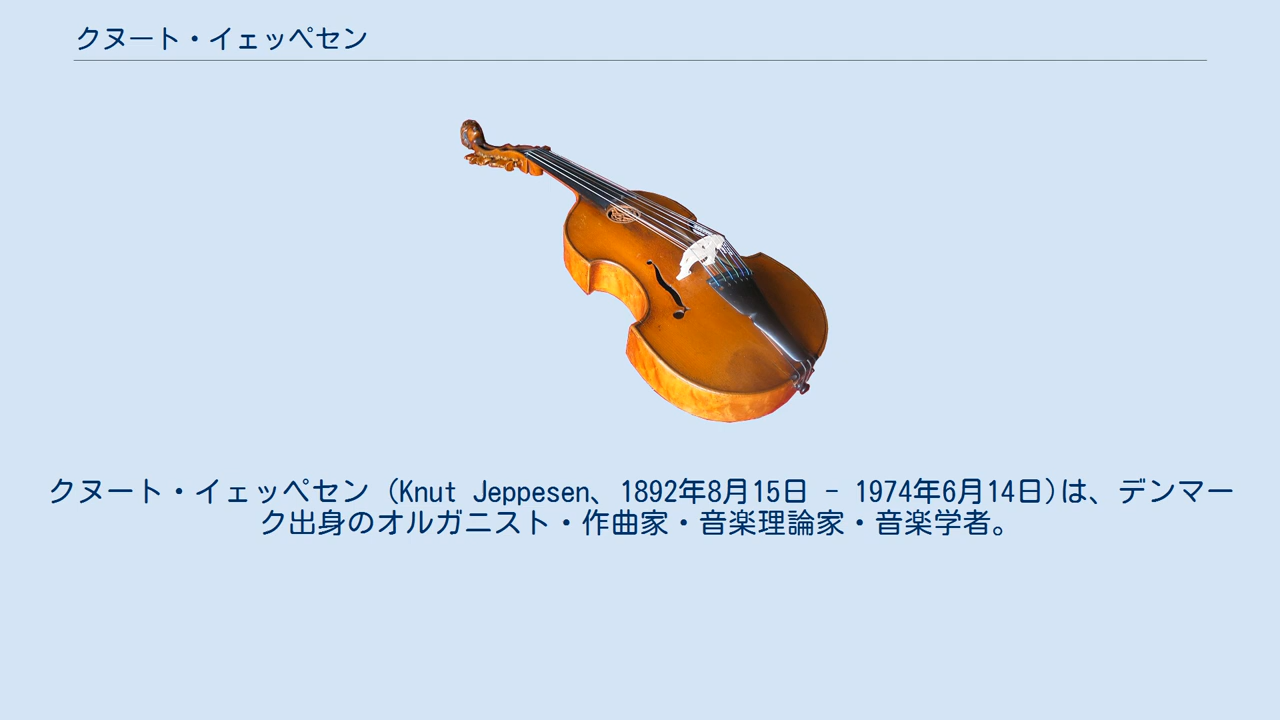 クヌート・イェッペセン
クヌート・イェッペセン (Knut Jeppesen、1892年8月15日 - 1974年6月14日)は、デンマー
ク出身のオルガニスト・作曲家・音楽理論家・音楽学者。